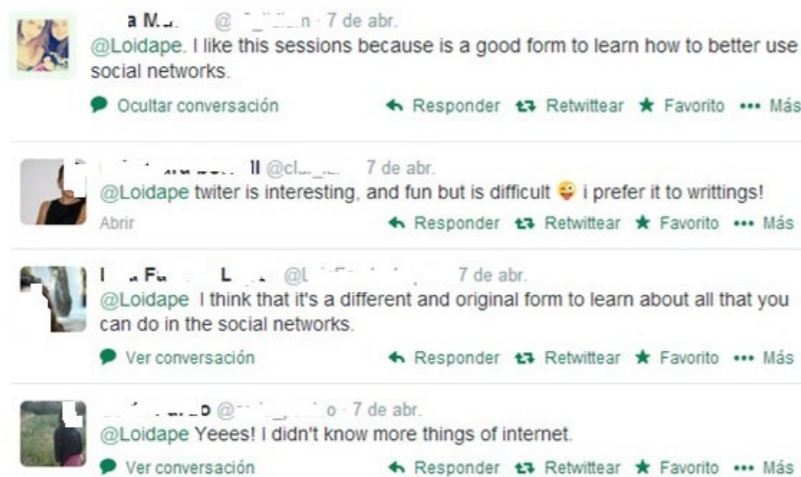 7 de abr.
@Loidape. I like this sessions because is a good form to learn how to better use
social networks.
Ocultar conversación Responder Retwittear Favorito Más
7 de abr.
@Loidape twiter is interesting, and fun but is difficult 😜 i prefer it to writtings!
Abrir Responder Retwittear Favorito Más
7 de abr.
@Loidape I think that it's a different and original form to learn about all that you
can do in the social networks.
Ver conversación Responder Retwittear Favorito Más
7 de abr.
@Loidape Yeees! I didn't know more things of internet.
Ver conversación Responder Retwittear Favorito Más